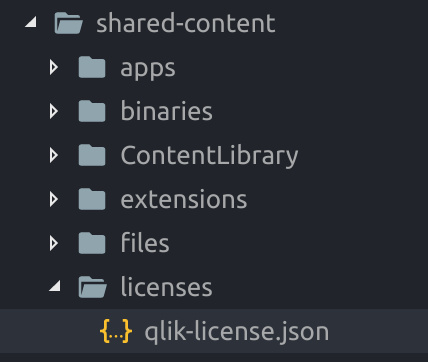 shared-content
apps
binaries
ContentLibrary
extensions
files
licenses
{...} qlik-license.json